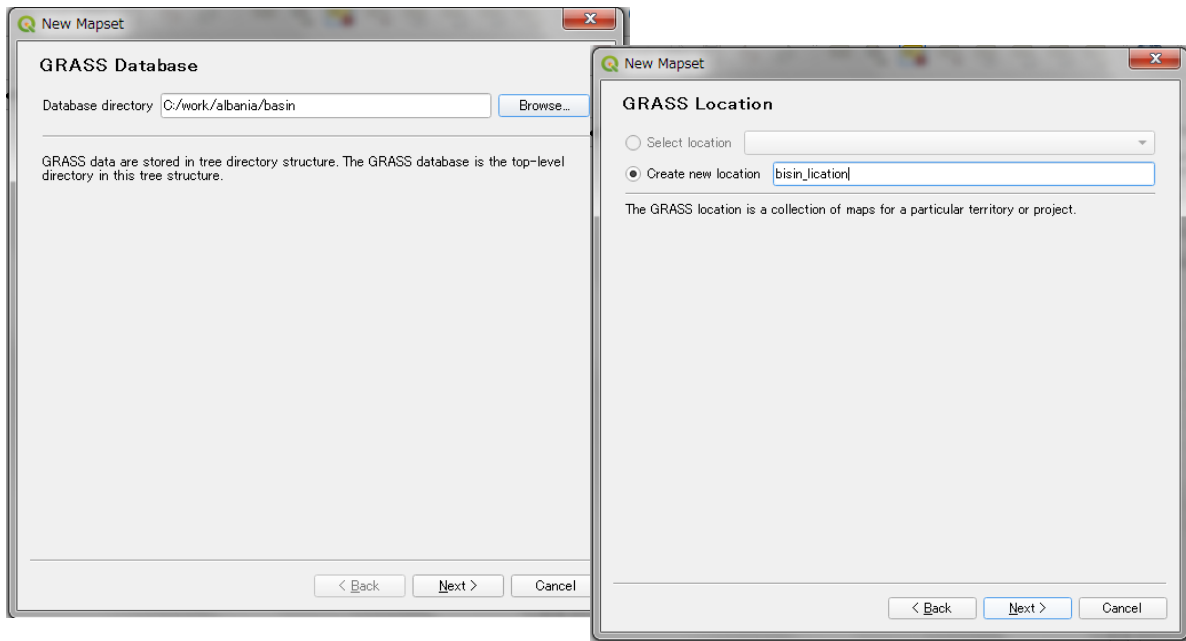 New Mapset
GRASS Database
Database directory C:/work/albania/basin Browse...
GRASS data are stored in tree directory structure. The GRASS database is the top-level
directory in this tree structure.
< Back Next > Cancel
New Mapset
GRASS Location
Select location
Create new location bisin_lication
The GRASS location is a collection of maps for a particular territory or project.
< Back Next > Cancel